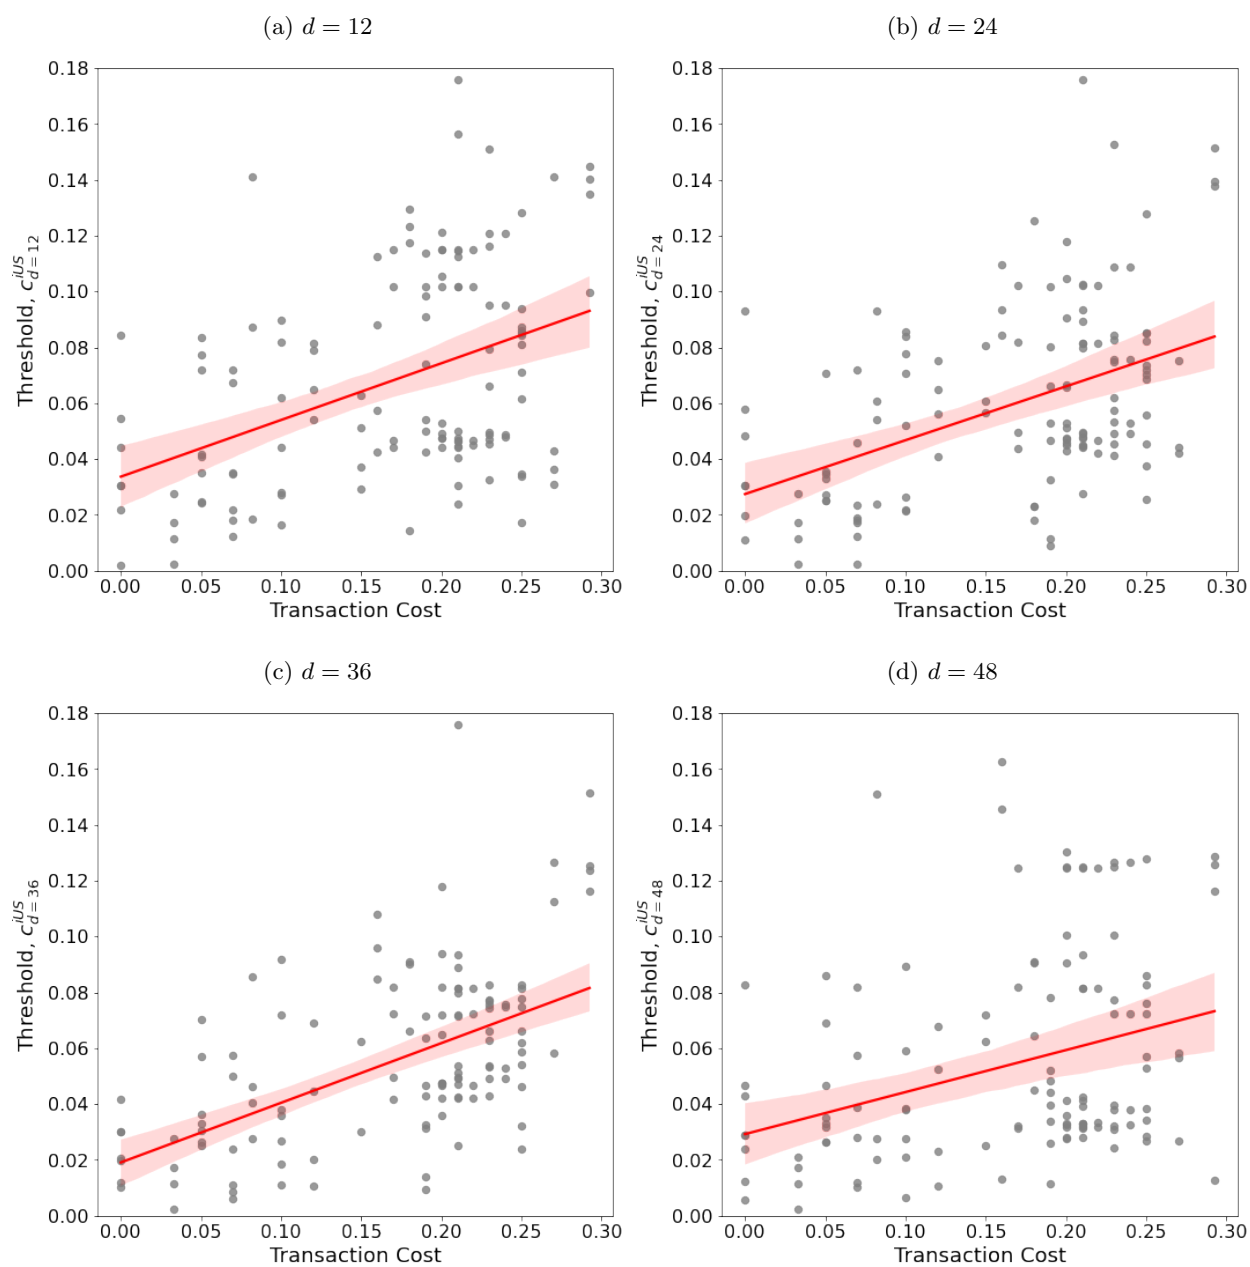 (a) d = 12
(b) d = 24
0.18
0.16
0.14
0.12
0.10
0.08
0.06
0.04
0.02
0.00
Threshold, c^{iUS}_{d=12}
0.00 0.05 0.10 0.15 0.20 0.25 0.30
Transaction Cost
0.18
0.16
0.14
0.12
0.10
0.08
0.06
0.04
0.02
0.00
Threshold, c^{iUS}_{d=24}
0.00 0.05 0.10 0.15 0.20 0.25 0.30
Transaction Cost
(c) d = 36
(d) d = 48
0.18
0.16
0.14
0.12
0.10
0.08
0.06
0.04
0.02
0.00
Threshold, c^{iUS}_{d=36}
0.00 0.05 0.10 0.15 0.20 0.25 0.30
Transaction Cost
0.18
0.16
0.14
0.12
0.10
0.08
0.06
0.04
0.02
0.00
Threshold, c^{iUS}_{d=48}
0.00 0.05 0.10 0.15 0.20 0.25 0.30
Transaction Cost